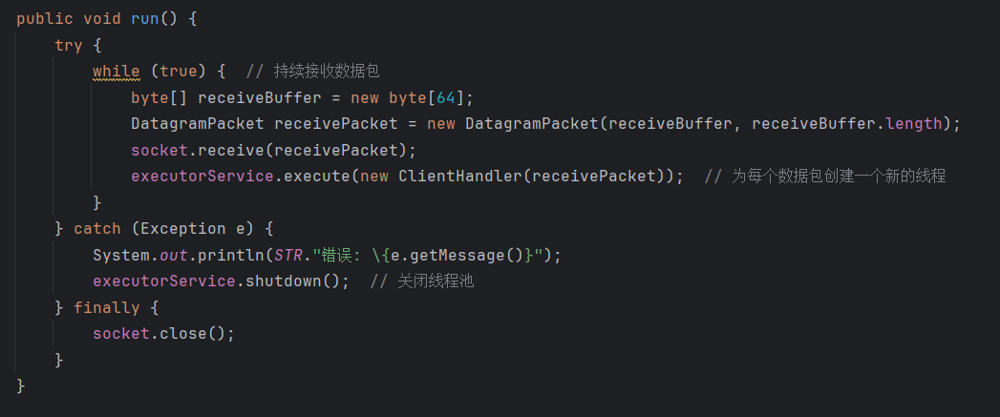 public void run() {
try {
while (true) {  // 持续接收数据包
byte[] receiveBuffer = new byte[64];
DatagramPacket receivePacket = new DatagramPacket(receiveBuffer, receiveBuffer.length);
socket.receive(receivePacket);
executorService.execute(new ClientHandler(receivePacket));  // 为每个数据包创建一个新的线程
}
} catch (Exception e) {
System.out.println(STR."错误: \{e.getMessage()}");
executorService.shutdown();  // 关闭线程池
} finally {
socket.close();
}
}